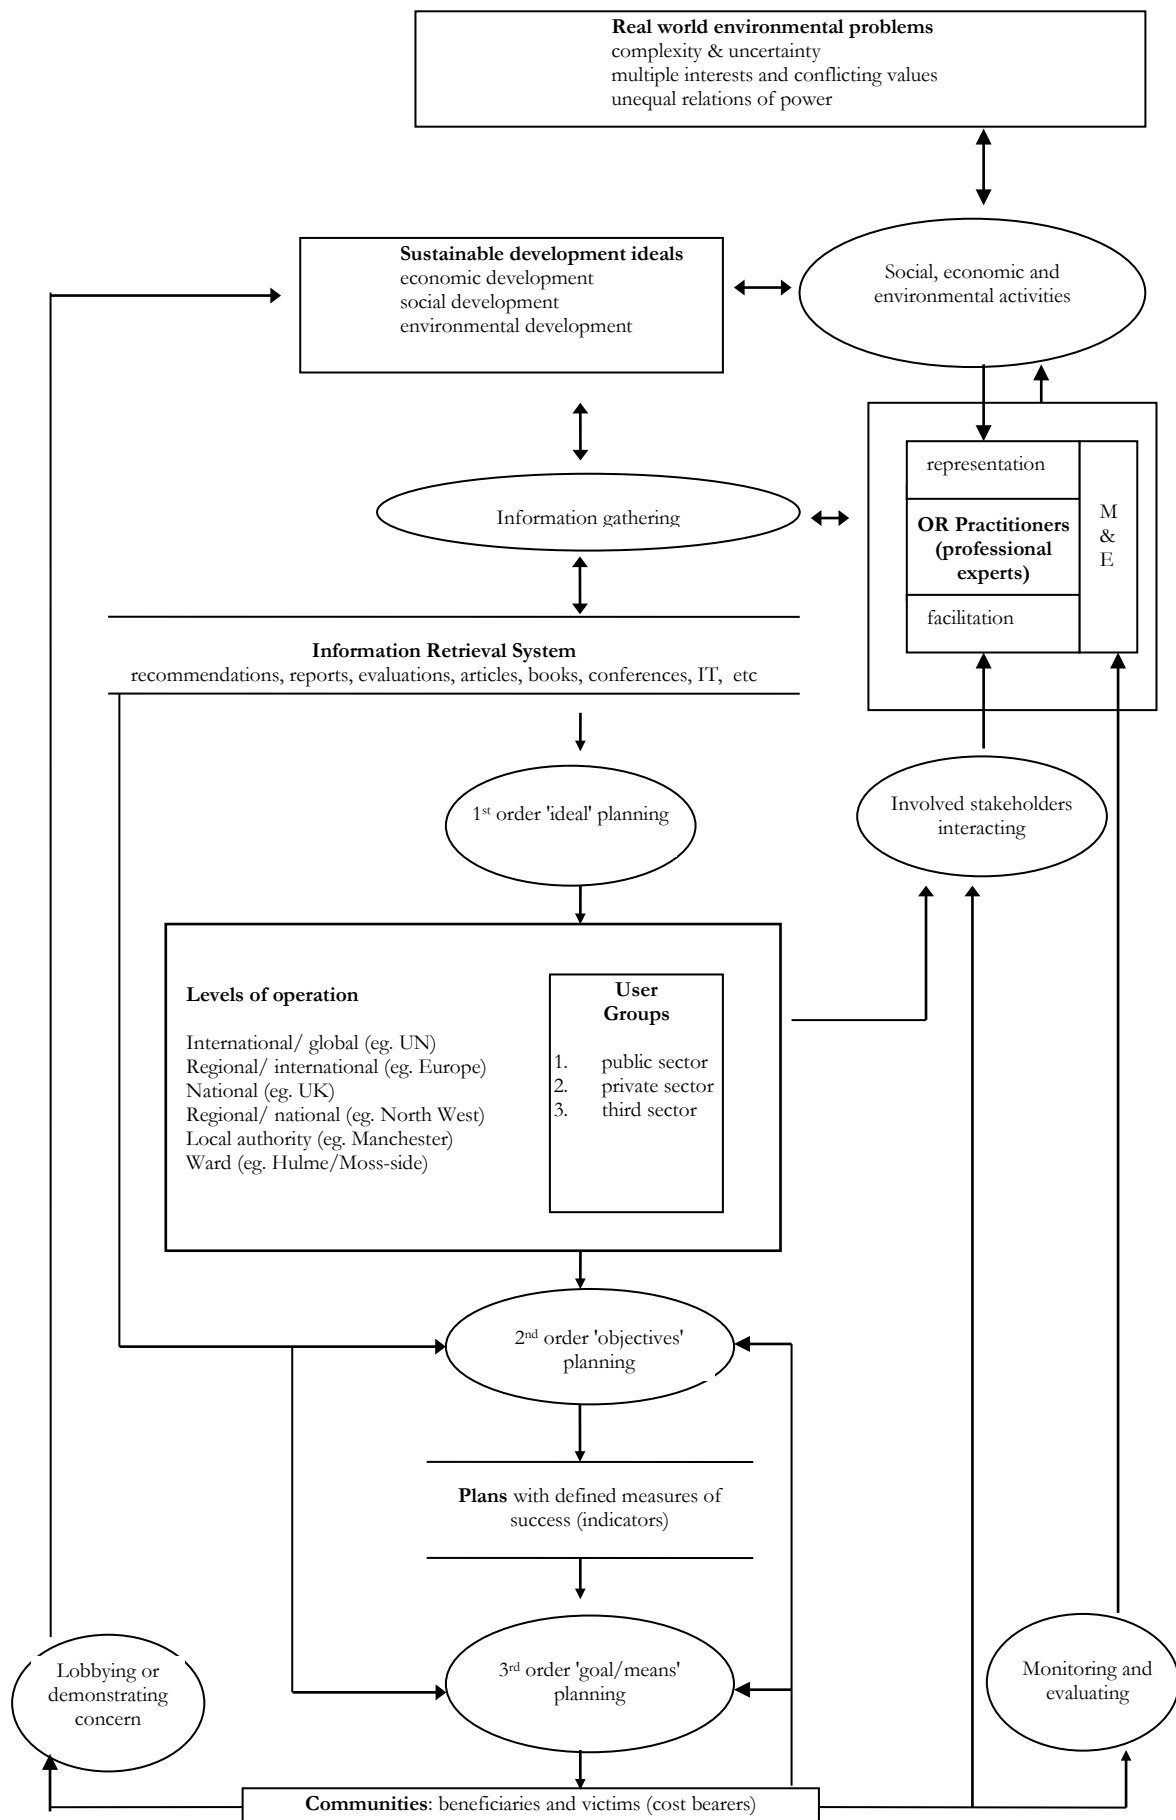 Real world environmental problems
complexity & uncertainty
multiple interests and conflicting values
unequal relations of power
Sustainable development ideals
economic development
social development
environmental development
Social, economic and
environmental activities
representation
OR Practitioners
(professional
experts)
facilitation
M
&
E
Information gathering
Information Retrieval System
recommendations, reports, evaluations, articles, books, conferences, IT, etc
1st order 'ideal' planning
Involved stakeholders
interacting
Levels of operation
International/ global (eg. UN)
Regional/ international (eg. Europe)
National (eg. UK)
Regional/ national (eg. North West)
Local authority (eg. Manchester)
Ward (eg. Hulme/Moss-side)
User
Groups
1. public sector
2. private sector
3. third sector
2nd order 'objectives'
planning
Plans with defined measures of
success (indicators)
3rd order 'goal/means'
planning
Lobbying or
demonstrating
concern
Monitoring and
evaluating
Communities: beneficiaries and victims (cost bearers)